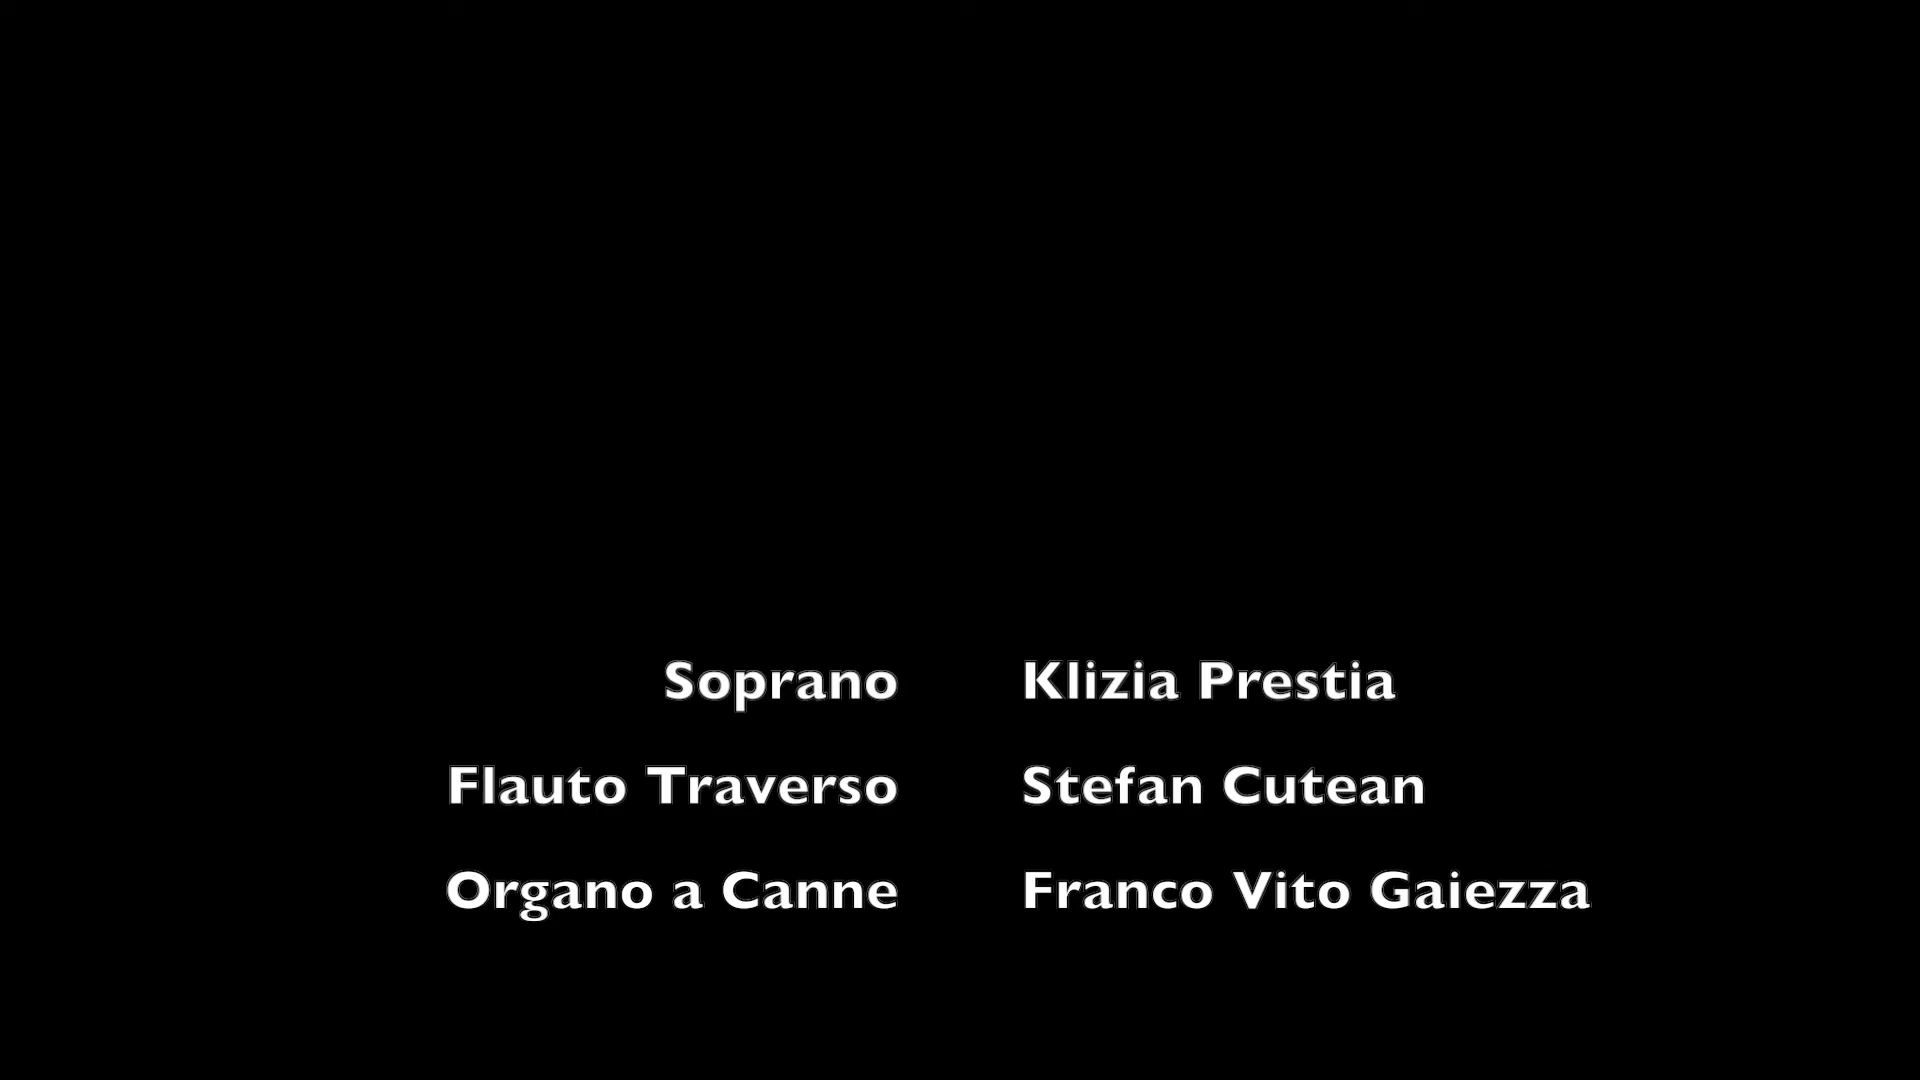 Soprano Klizia Prestia
Flauto Traverso Stefan Cutean
Organo a Canne Franco Vito Gaiezza